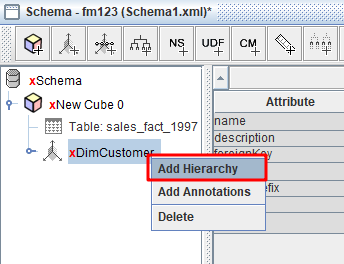 Schema - fm123 (Schema1.xml)*
NS UDF CM
xSchema
xNew Cube 0
Table: sales_fact_1997
xDimCustomer
Add Hierarchy
Add Annotations
Delete
Attribute
name
description
foreignKey